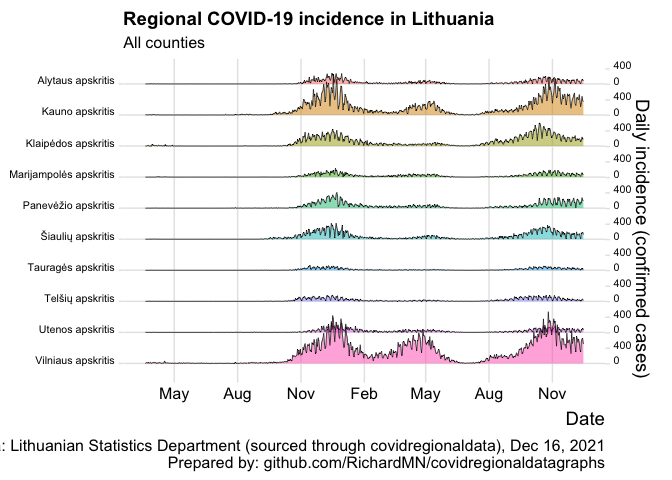 Regional COVID-19 incidence in Lithuania
All counties
Alytaus apskritis
400
0
Kauno apskritis
400
0
Klaipėdos apskritis
400
0
Marijampolės apskritis
400
0
Panevėžio apskritis
400
0
Šiaulių apskritis
400
0
Tauragės apskritis
400
0
Telšių apskritis
400
0
Utenos apskritis
400
0
Vilniaus apskritis
400
0
Daily incidence (confirmed cases)
May Aug Nov Feb May Aug Nov
Date
: Lithuanian Statistics Department (sourced through covidregionaldata), Dec 16, 2021
Prepared by: github.com/RichardMN/covidregionaldatagraphs